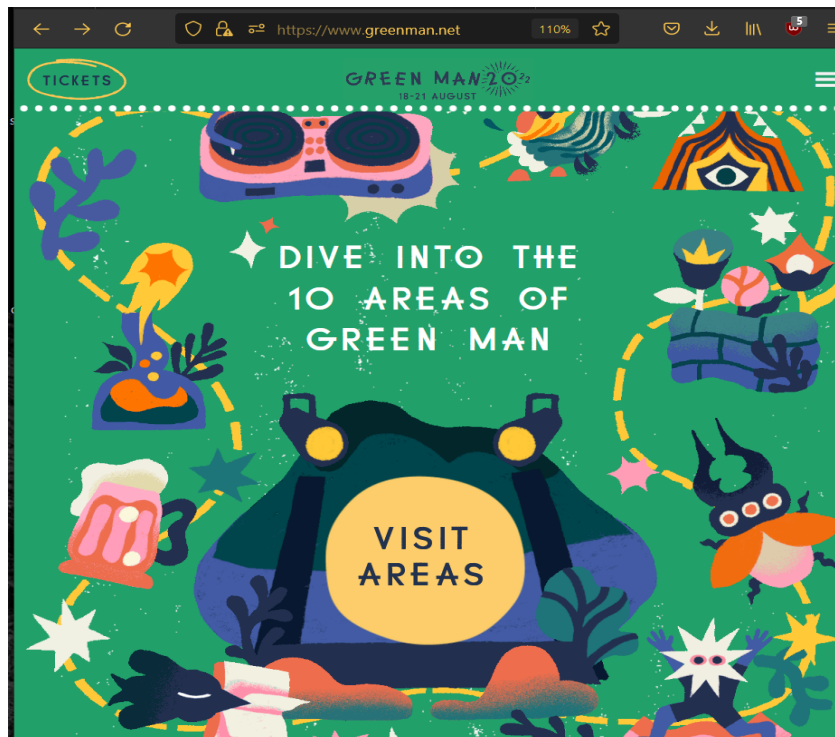 https://www.greenman.net
110%
5
TICKETS
GREEN MAN 2022
18-21 AUGUST
DIVE INTO THE
10 AREAS OF
GREEN MAN
VISIT
AREAS